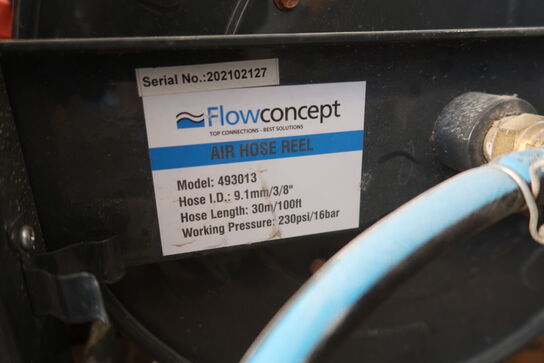 Serial No.:202102127
Flowconcept
TOP CONNECTIONS - BEST SOLUTIONS
AIR HOSE REEL
Model: 493013
Hose I.D.: 9.1mm/3/8"
Hose Length: 30m/100ft
Working Pressure: 230psi/16bar